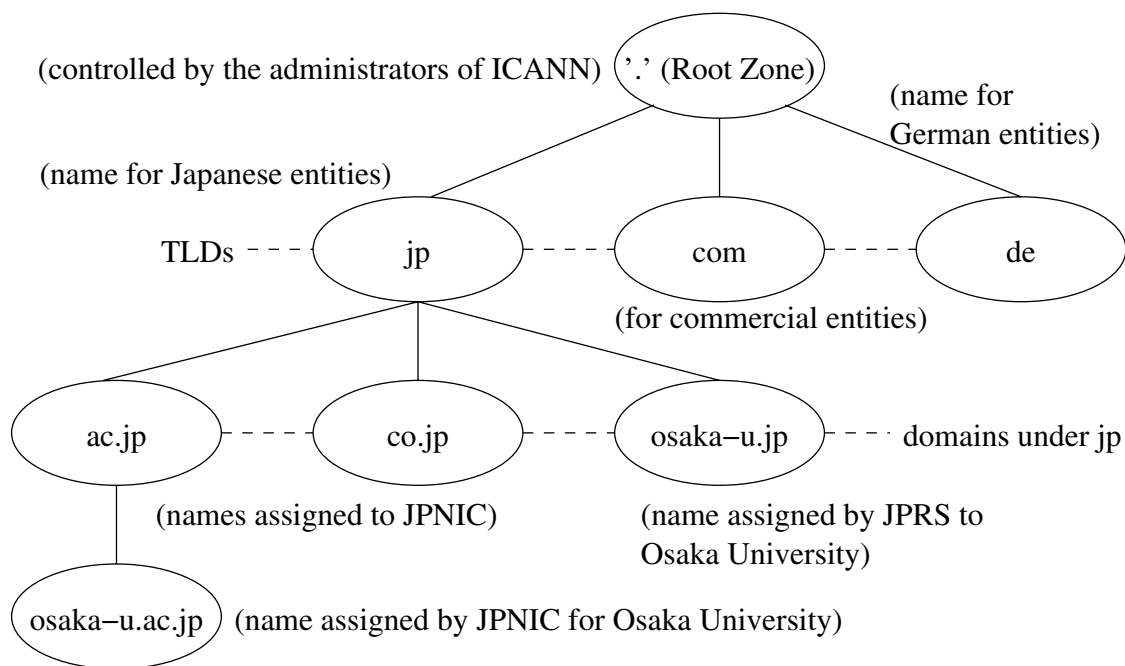 (controlled by the administrators of ICANN)
’.’ (Root Zone)
(name for
German entities)
(name for Japanese entities)
TLDs
jp
com
de
(for commercial entities)
ac.jp
co.jp
osaka−u.jp
domains under jp
(names assigned to JPNIC)
(name assigned by JPRS to
Osaka University)
osaka−u.ac.jp
(name assigned by JPNIC for Osaka University)